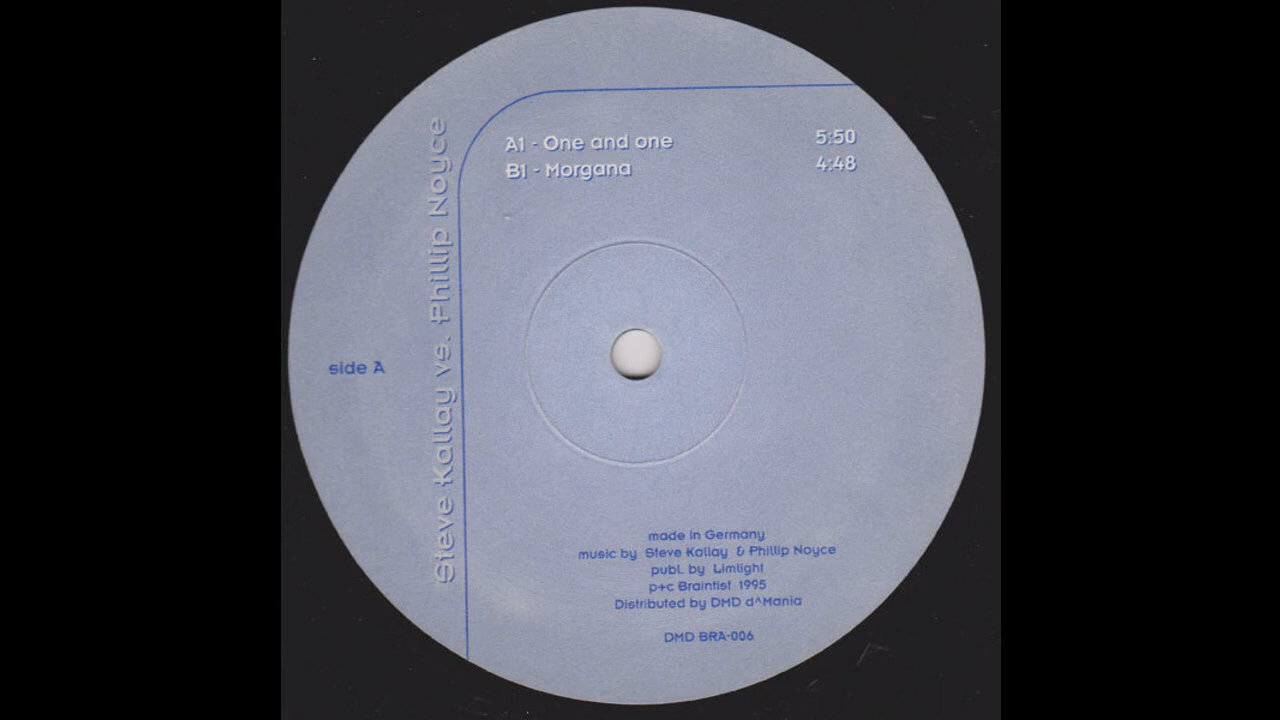 Steve Kallay vs. Phillip Noyce
A1 - One and one 5:50
B1 - Morgana 4:48
side A
made in Germany
music by Steve Kallay & Phillip Noyce
publ. by Limlight
p+c Braintist 1995
Distributed by DMD d^Mania
DMD BRA-006